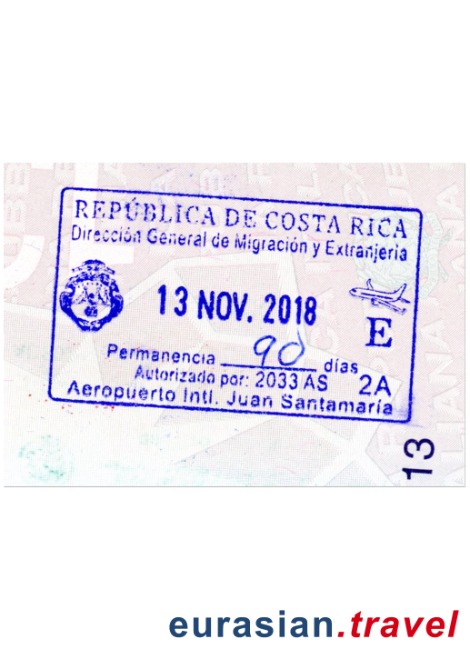 REPÚBLICA DE COSTA RICA
Dirección General de Migración y Extranjería
13 NOV. 2018
E
Permanencia 90 días
Autorizado por: 2033 AS 2A
Aeropuerto Intl. Juan Santamaría
13
eurasian.travel